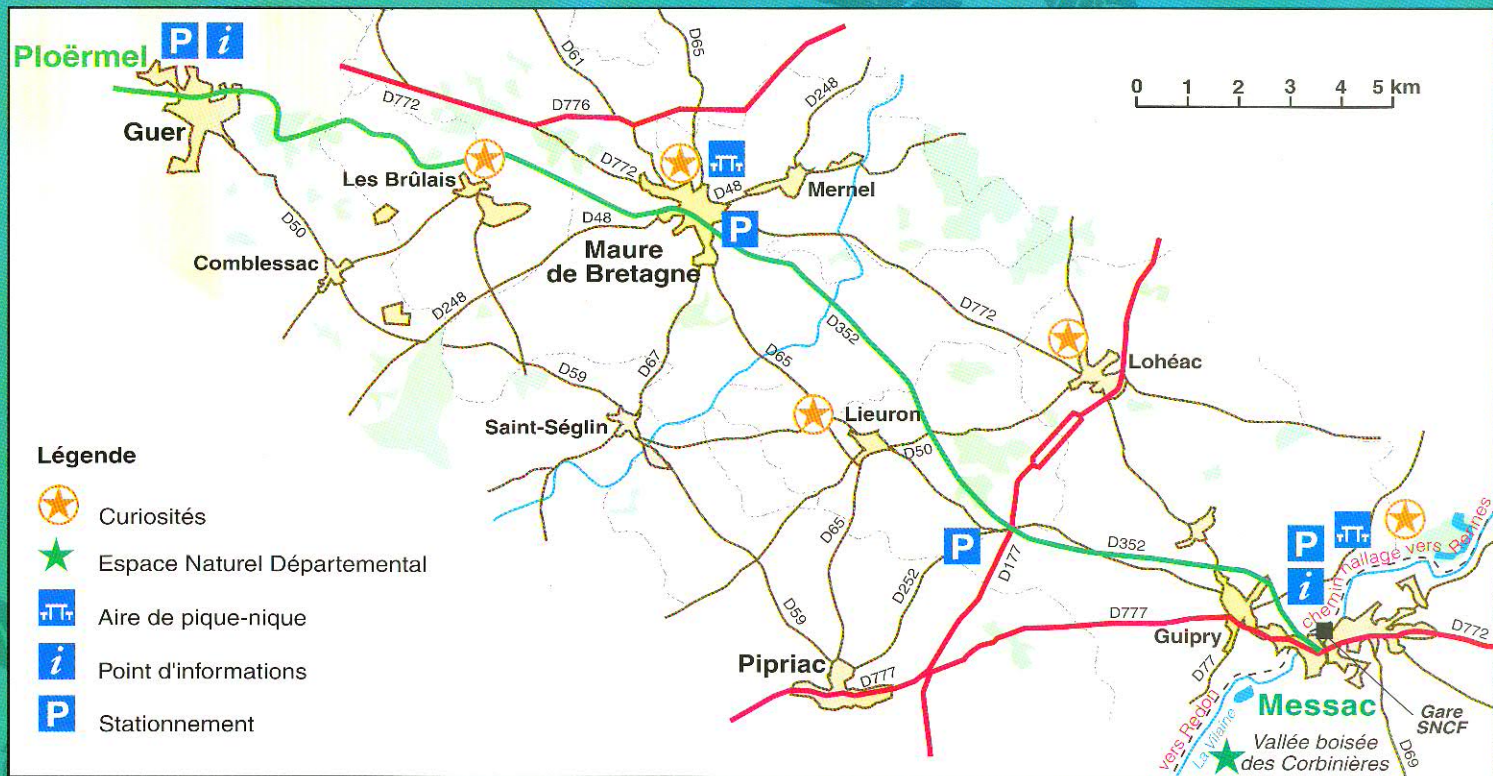 Ploërmel
P
i
Guer
D772
D776
D61
D65
D248
0 1 2 3 4 5 km
Les Brûlais
D772
D48
Mernel
P
D50
D48
Comblessac
Maure
de Bretagne
D248
D352
D772
D59
D67
D65
Lohéac
Saint-Séglin
Lieuron
D50
D65
P
D177
D352
D252
D59
D777
Pipriac
D777
Guipry
D77
P
i
chemin hallage vers Rennes
D772
Messac
Gare
SNCF
D69
vers Redon
La Vilaine
Vallée boisée
des Corbinières
Légende
Curiosités
Espace Naturel Départemental
Aire de pique-nique
i Point d'informations
P Stationnement